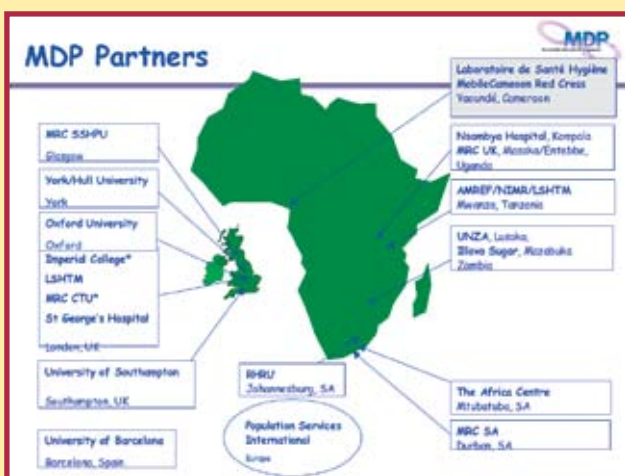 MDP Partners
MDP
Laboratoire de Santé Hygiène
MobileCameroon Red Cross
Yaoundé, Cameroon
MRC SSHPU
Glasgow
York/Hull University
York
Oxford University
Oxford
Imperial College*
LSHTM
MRC CTU*
St George's Hospital
London, UK
University of Southampton
Southampton, UK
University of Barcelona
Barcelona, Spain
Nsambya Hospital, Kampala
MRC UK, Masaka/Entebbe,
Uganda
AMREF/NIMR/LSHTM
Mwanza, Tanzania
UNZA, Lusaka,
Illovo Sugar, Mazabuka
Zambia
RHRU
Johannesburg, SA
Population Services
International
Europe
The Africa Centre
Mtubatuba, SA
MRC SA
Durban, SA